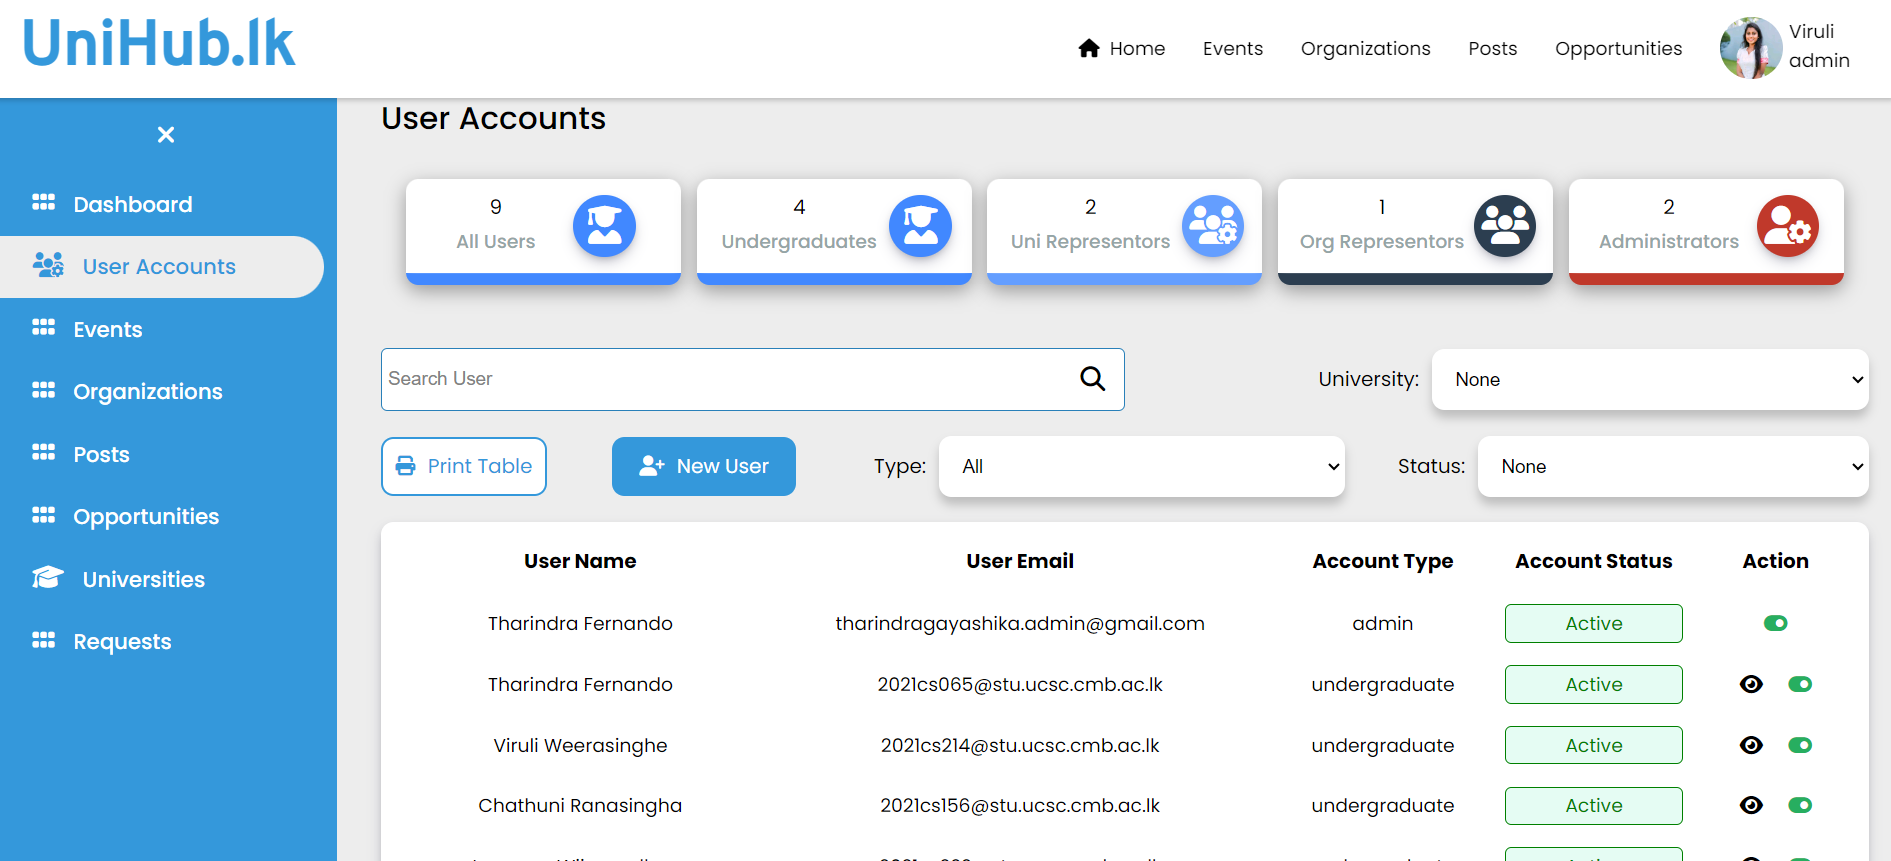 UniHub.lk
Home Events Organizations Posts Opportunities
Viruli
admin
Dashboard
User Accounts
Events
Organizations
Posts
Opportunities
Universities
Requests
User Accounts
9
All Users
4
Undergraduates
2
Uni Representors
1
Org Representors
2
Administrators
Search User
University: None
Print Table
New User
Type: All
Status: None
User Name User Email Account Type Account Status Action
Tharindra Fernando tharindragayashika.admin@gmail.com admin Active
Tharindra Fernando 2021cs065@stu.ucsc.cmb.ac.lk undergraduate Active
Viruli Weerasinghe 2021cs214@stu.ucsc.cmb.ac.lk undergraduate Active
Chathuni Ranasingha 2021cs156@stu.ucsc.cmb.ac.lk undergraduate Active